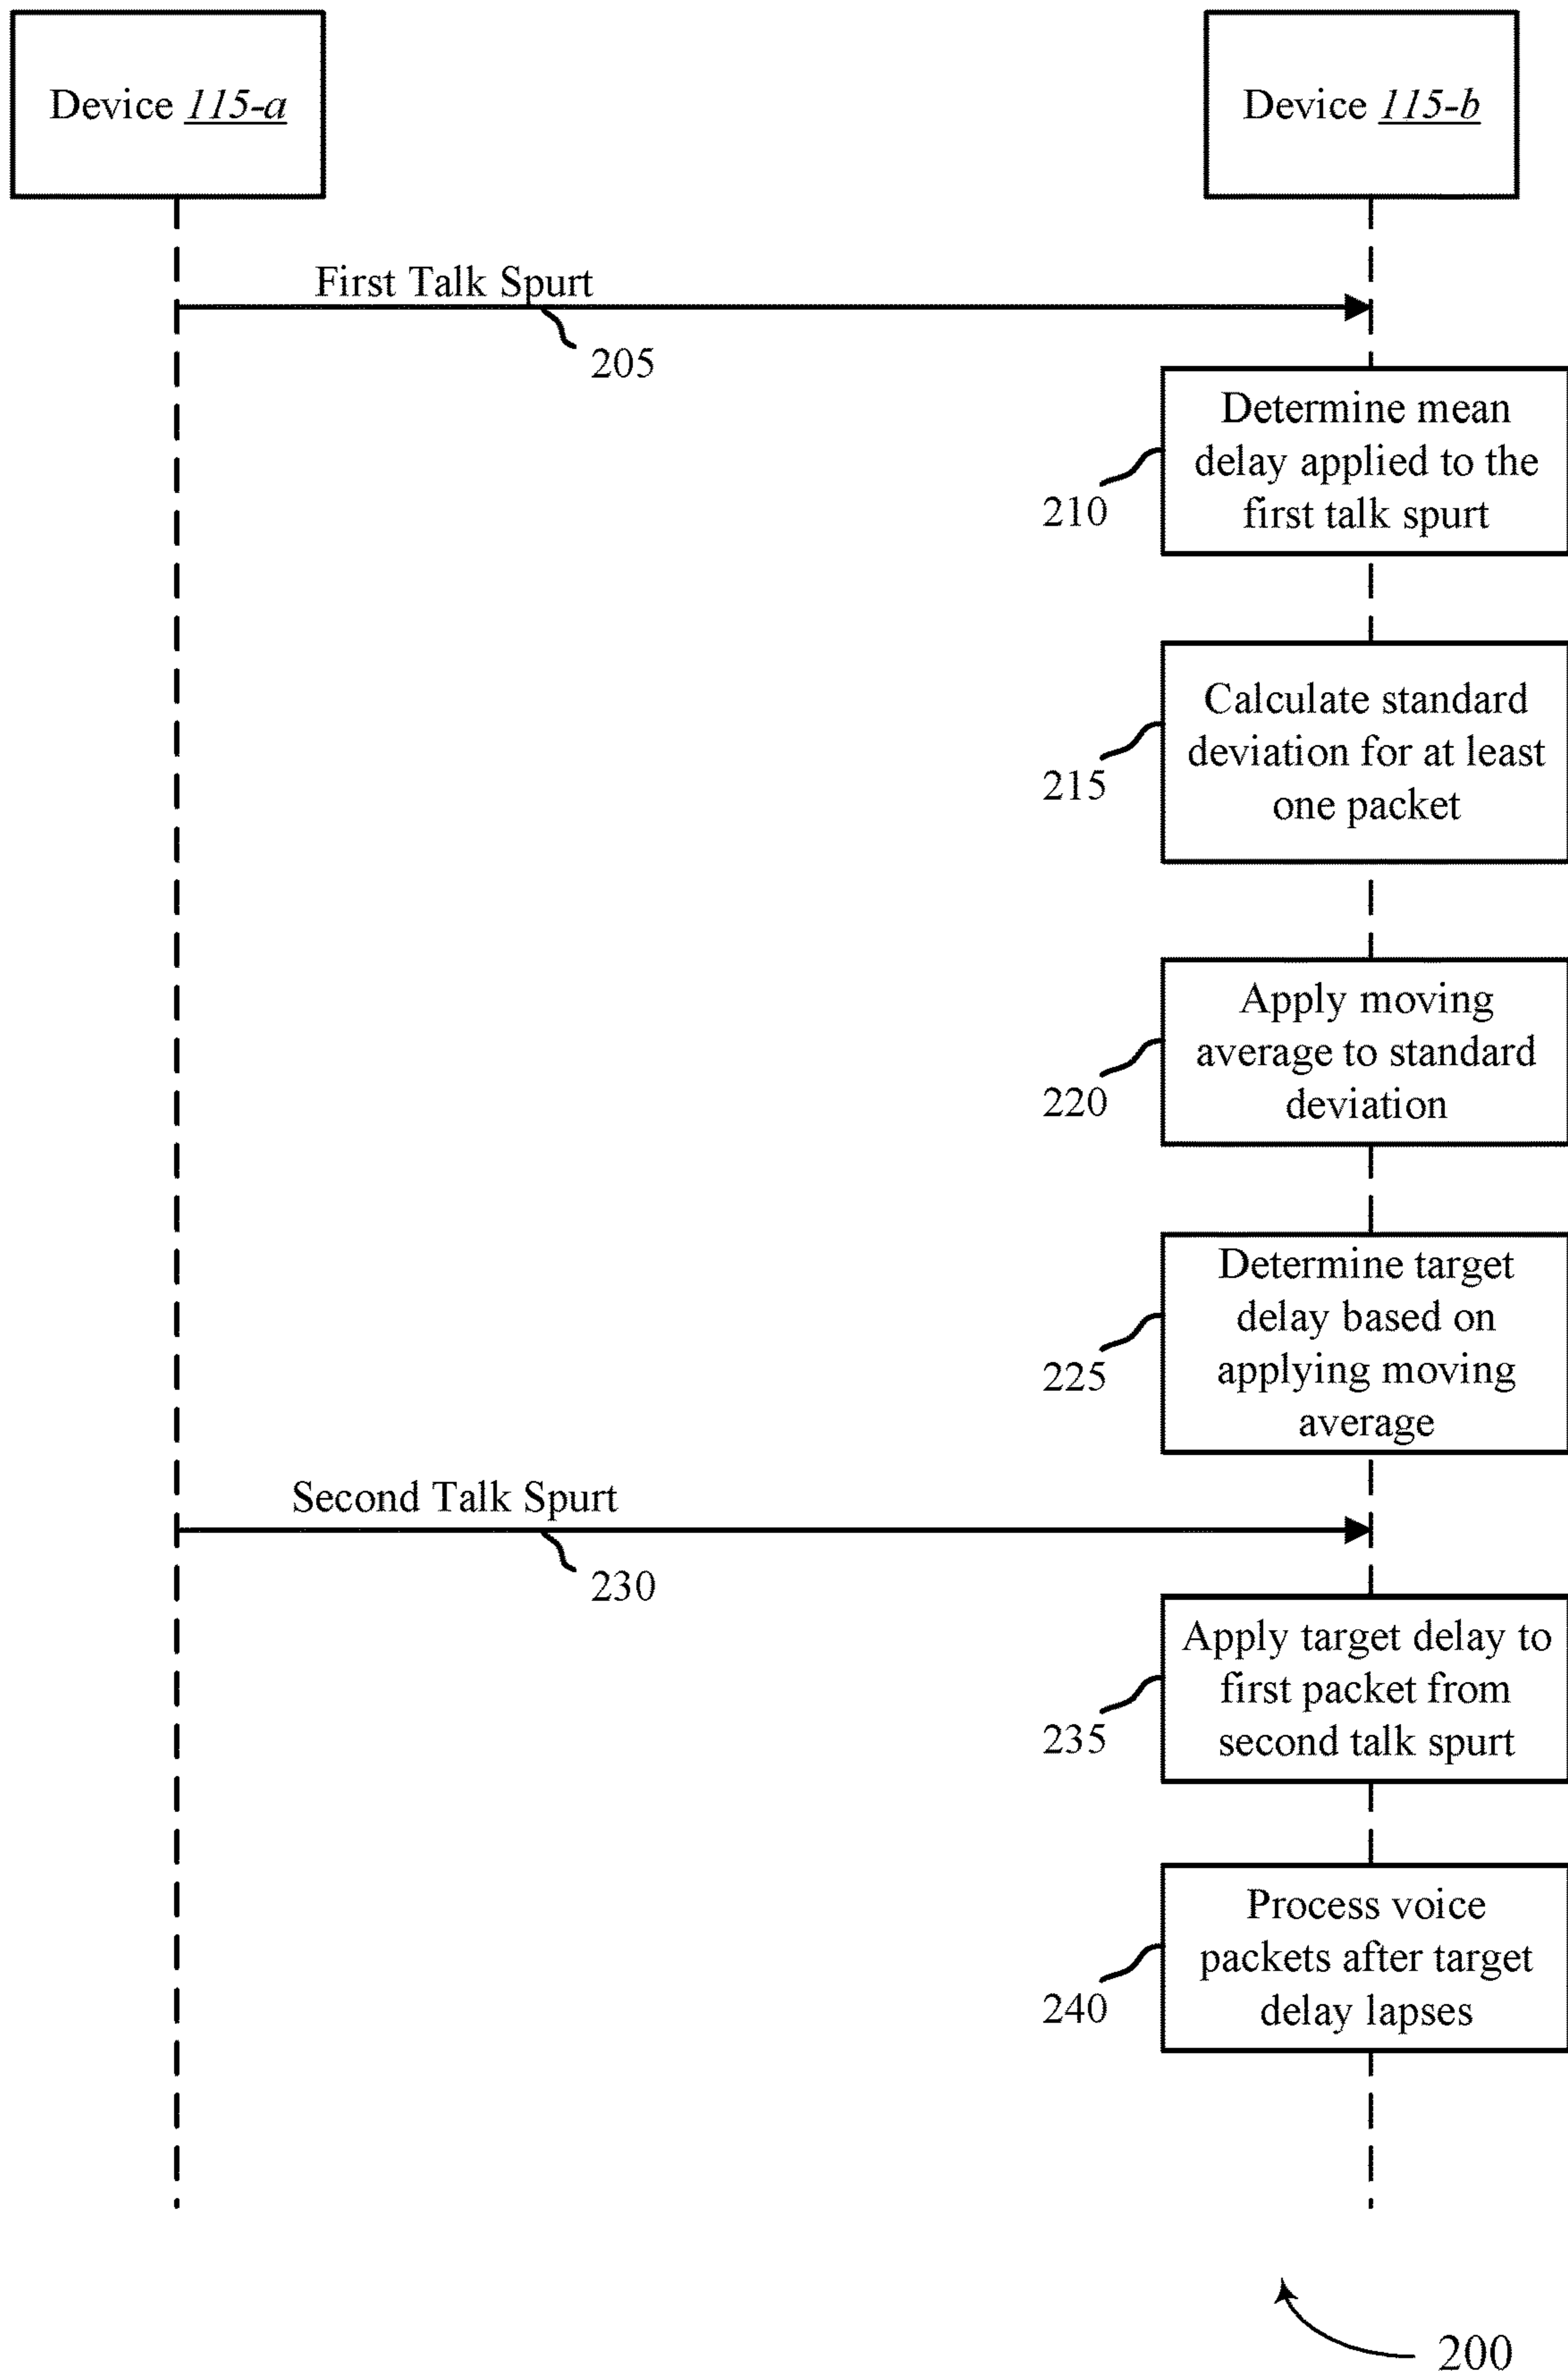 Device 115-a
Device 115-b
First Talk Spurt
205
Determine mean
delay applied to the
first talk spurt
210
Calculate standard
deviation for at least
one packet
215
Apply moving
average to standard
deviation
220
Determine target
delay based on
applying moving
average
225
Second Talk Spurt
230
Apply target delay to
first packet from
second talk spurt
235
Process voice
packets after target
delay lapses
240
200